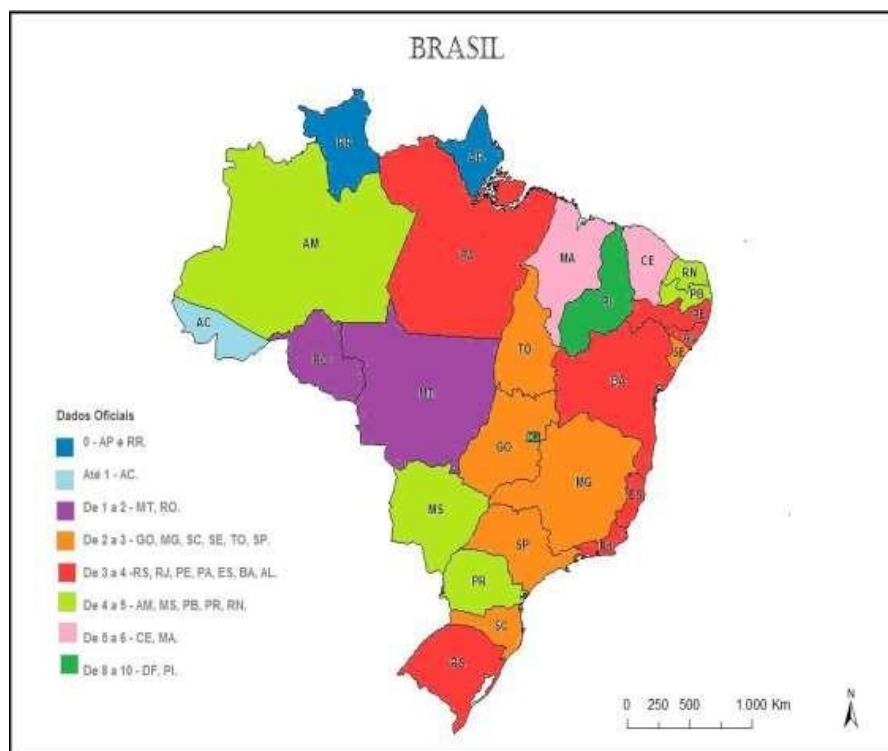 BRASIL
RR
AP
AM
PA
MA
CE
RN
PB
PI
PE
AC
AL
SE
TO
BA
RO
MT
GO
MG
ES
MS
SP
RJ
PR
SC
RS
Dados Oficiais
0 - AP e RR.
Até 1 - AC.
De 1 a 2 - MT, RO.
De 2 a 3 - GO, MG, SC, SE, TO, SP.
De 3 a 4 -RS, RJ, PE, PA, ES, BA, AL.
De 4 a 5 - AM, MS, PB, PR, RN.
De 5 a 6 - CE, MA.
De 8 a 10 - DF, PI.
0 250 500 1.000 Km
N